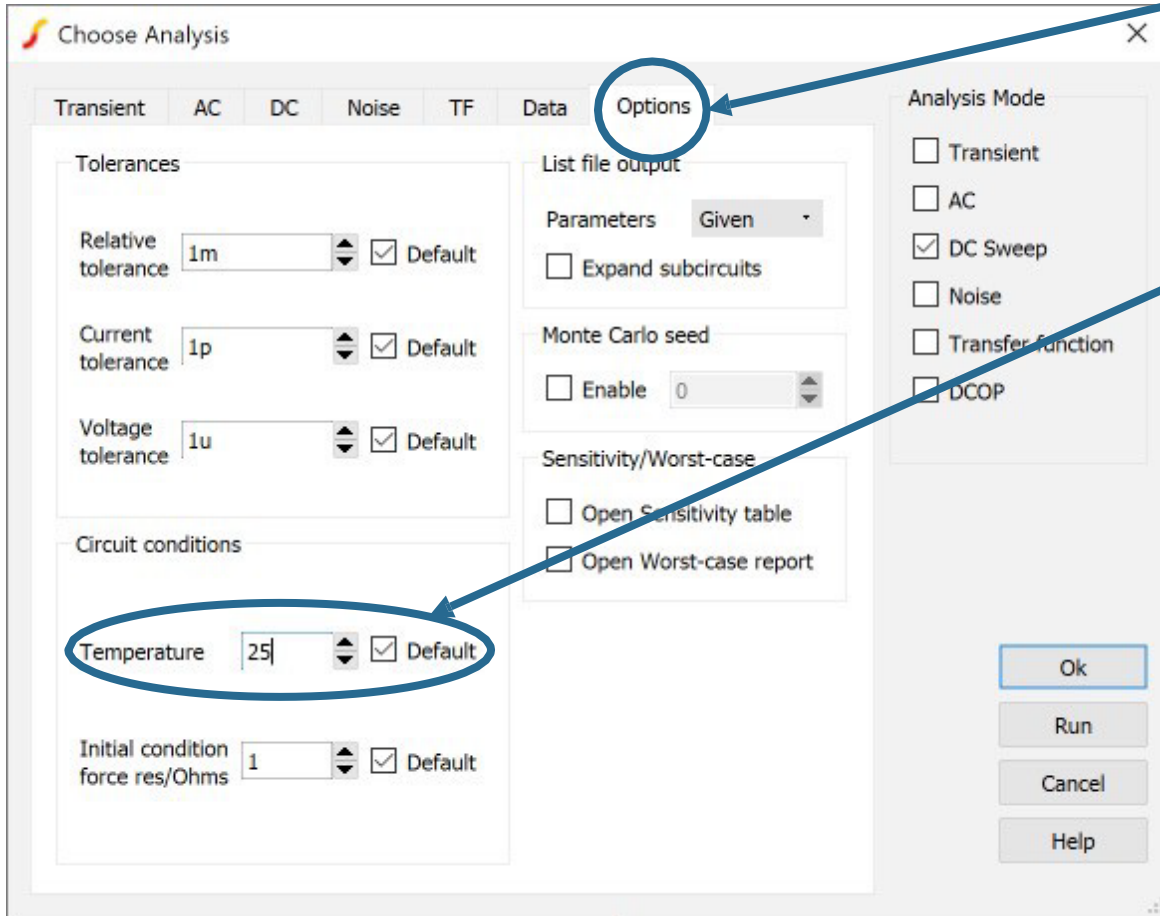 Choose Analysis
Transient AC DC Noise TF Data Options
Tolerances
Relative
tolerance
1m
Default
Current
tolerance
1p
Default
Voltage
tolerance
1u
Default
Circuit conditions
Temperature 25 Default
Initial condition
force res/Ohms
1
Default
List file output
Parameters Given
Expand subcircuits
Monte Carlo seed
Enable 0
Sensitivity/Worst-case
Open Sensitivity table
Open Worst-case report
Analysis Mode
Transient
AC
DC Sweep
Noise
Transfer function
DCOP
Ok
Run
Cancel
Help